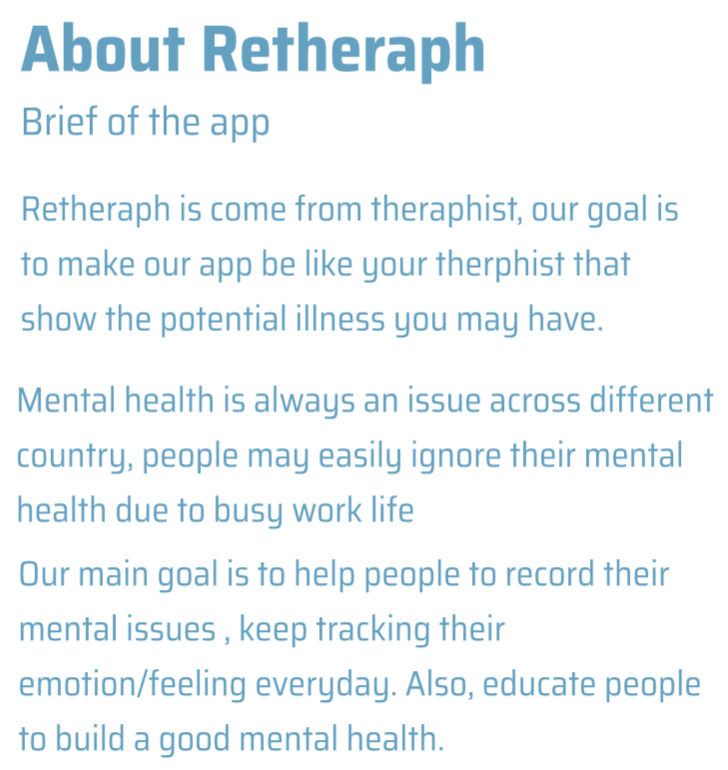 About Retheraph
Brief of the app
Retheraph is come from theraphist, our goal is
to make our app be like your therphist that
show the potential illness you may have.
Mental health is always an issue across different
country, people may easily ignore their mental
health due to busy work life
Our main goal is to help people to record their
mental issues , keep tracking their
emotion/feeling everyday. Also, educate people
to build a good mental health.